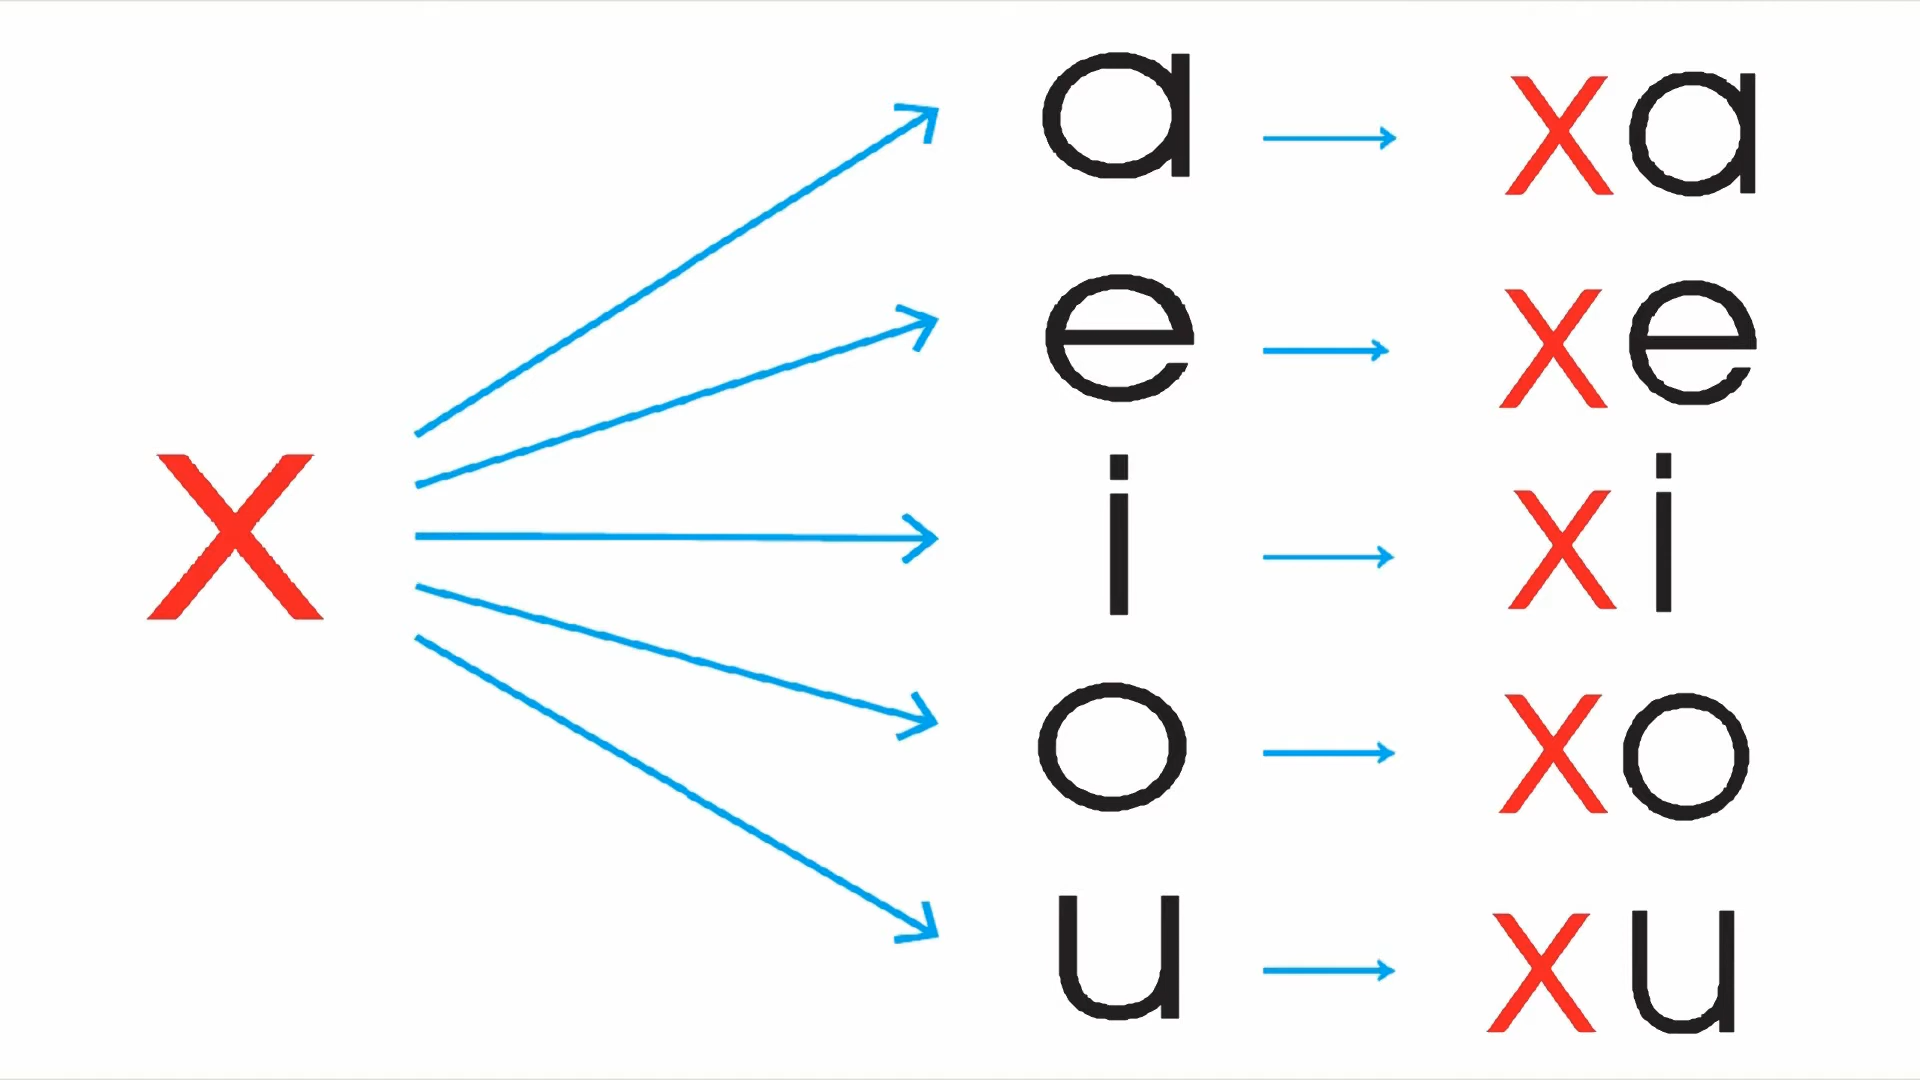 x
a → xa
e → xe
i → xi
o → xo
u → xu